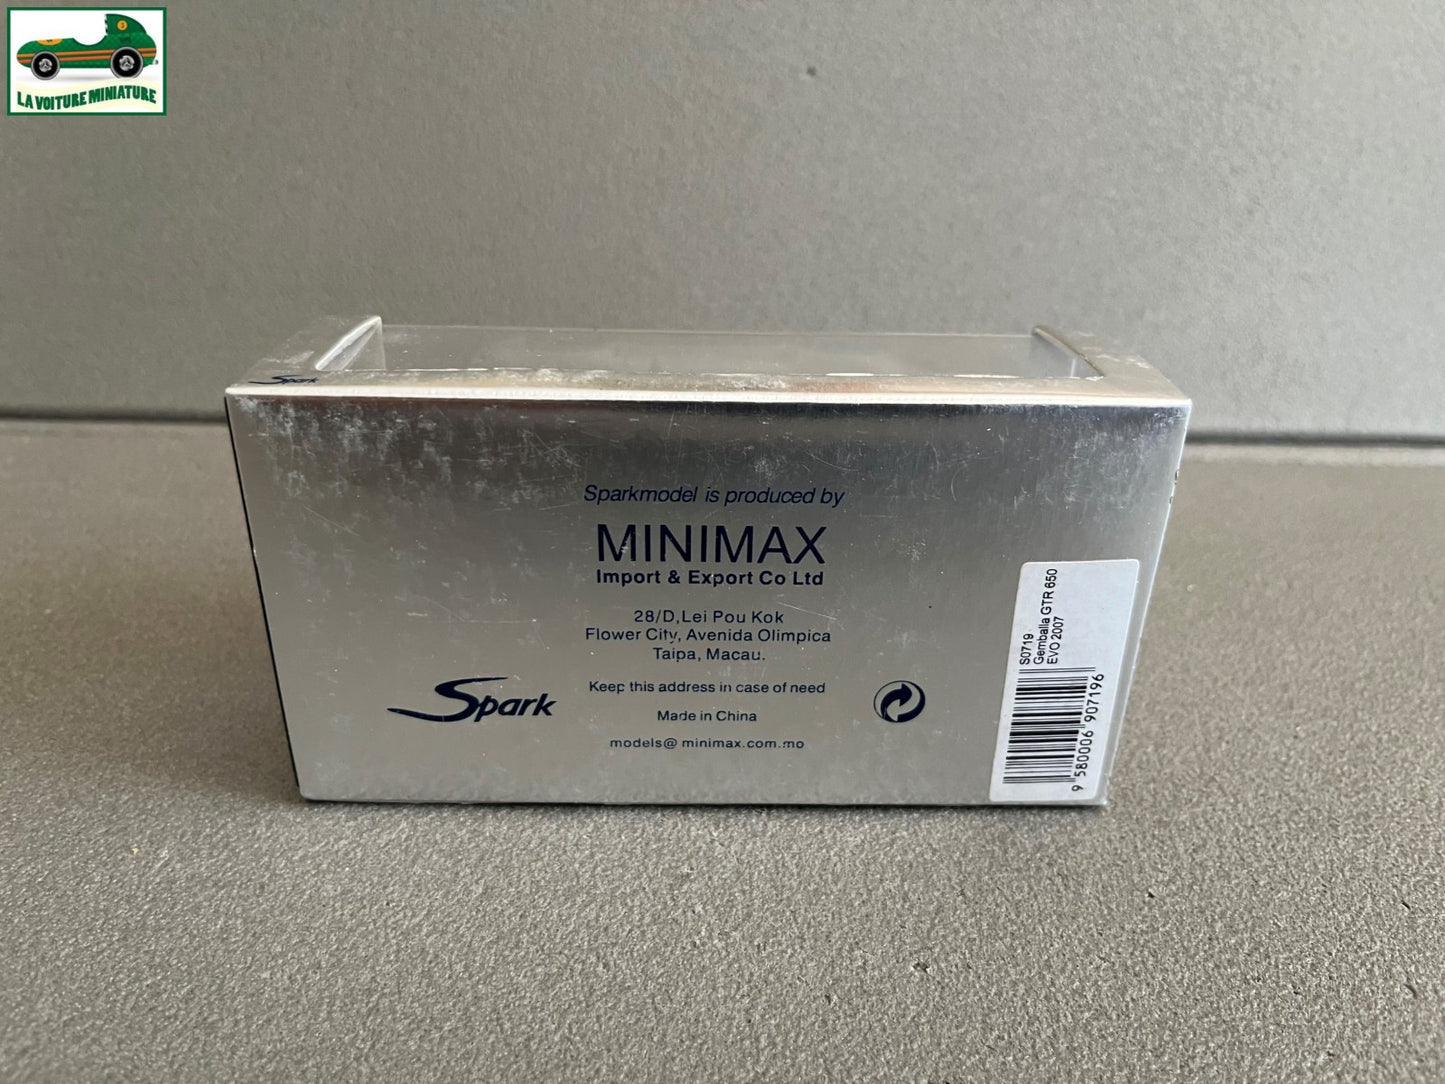 LA VOITURE MINIATURE
Spark
Sparkmodel is produced by
MINIMAX
Import & Export Co Ltd
28/D,Lei Pou Kok
Flower City, Avenida Olimpica
Taipa, Macau.
Keep this address in case of need
Made in China
models@ minimax.com.mo
Spark
S0719
Gemballa GTR 650
EVO 2007
9 580006 907196